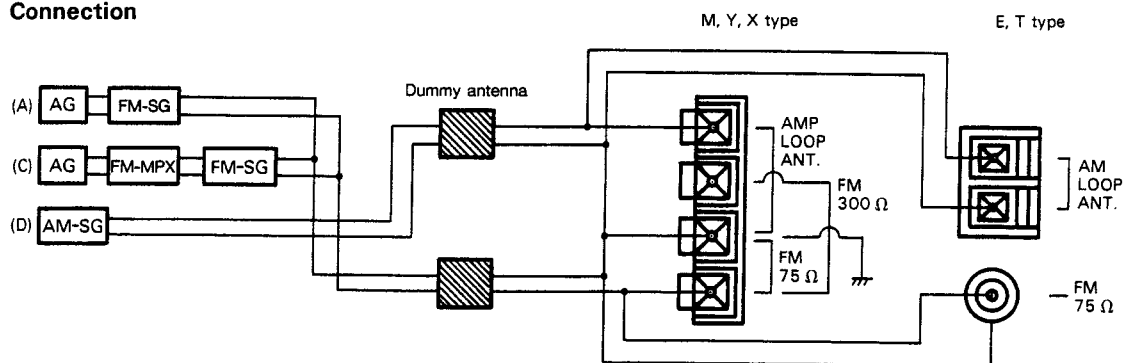 Connection
M, Y, X type
E, T type
(A) AG FM-SG
Dummy antenna
(C) AG FM-MPX FM-SG
(D) AM-SG
AMP
LOOP
ANT.
FM
300 Ω
FM
75 Ω
AM
LOOP
ANT.
FM
75 Ω